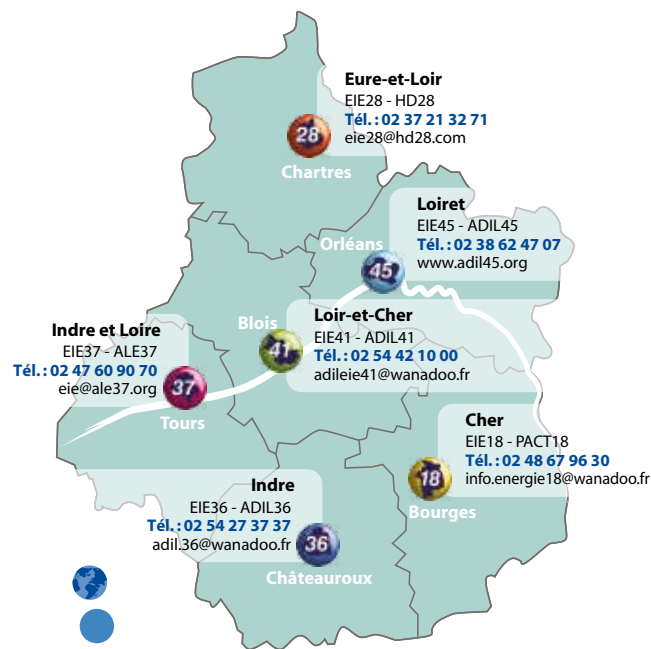 Eure-et-Loir
EIE28 - HD28
Tél. : 02 37 21 32 71
eie28@hd28.com
28
Chartres
Loiret
EIE45 - ADIL45
Tél. : 02 38 62 47 07
www.adil45.org
Orléans
45
Loir-et-Cher
EIE41 - ADIL41
Tél. : 02 54 42 10 00
adileie41@wanadoo.fr
Blois
41
Indre et Loire
EIE37 - ALE37
Tél. : 02 47 60 90 70
eie@ale37.org
37
Tours
Cher
EIE18 - PACT18
Tél. : 02 48 67 96 30
info.energie18@wanadoo.fr
18
Bourges
Indre
EIE36 - ADIL36
Tél. : 02 54 27 37 37
adil.36@wanadoo.fr
36
Châteauroux